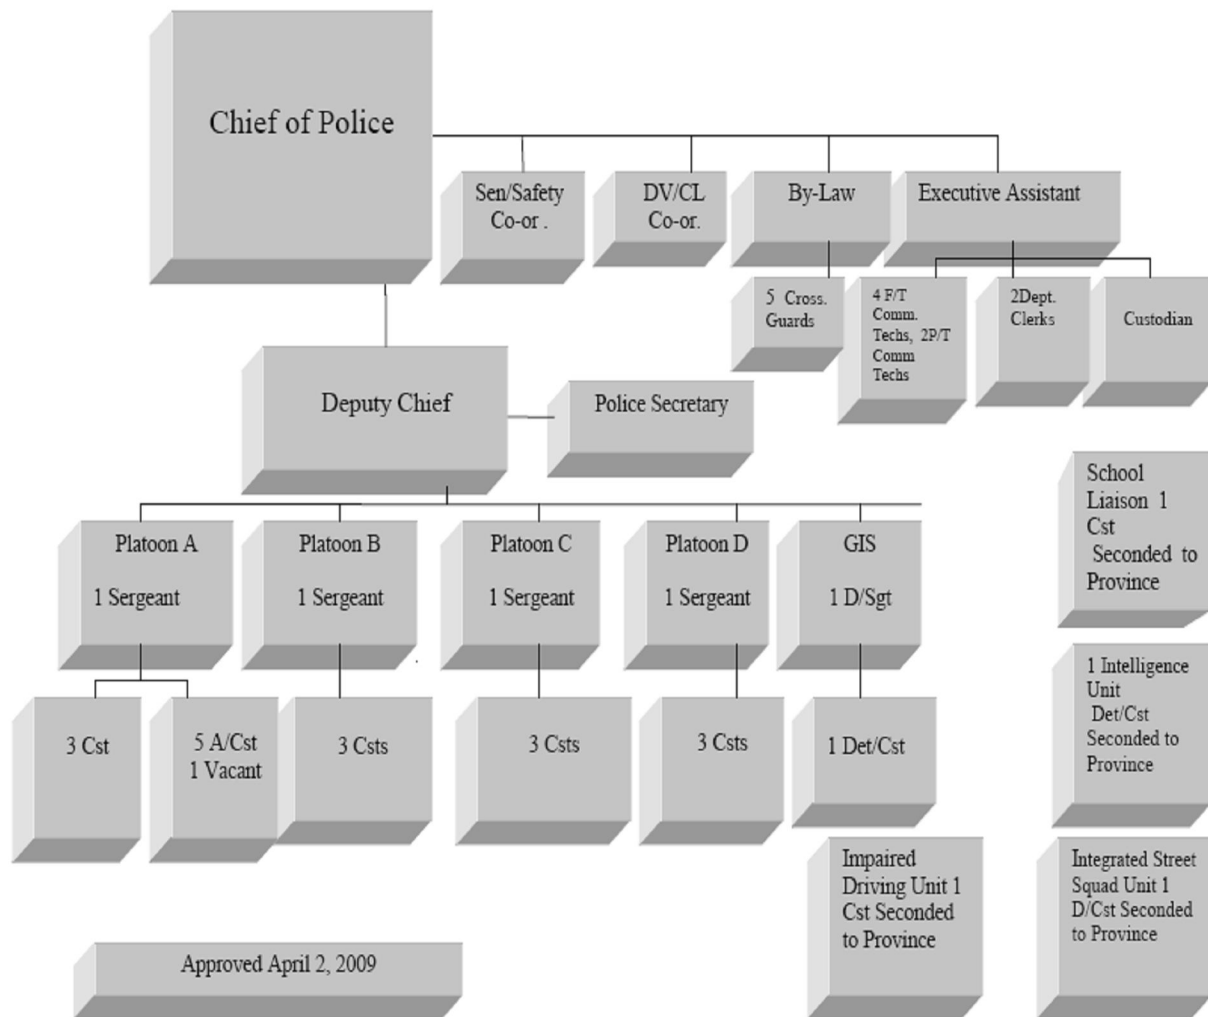 Chief of Police
Sen/Safety
Co-or .
DV/CL
Co-or.
By-Law
Executive Assistant
5 Cross.
Guards
4 F/T
Comm.
Techs, 2P/T
Comm
Techs
2Dept.
Clerks
Custodian
Deputy Chief
Police Secretary
School
Liaison 1
Cst
Seconded to
Province
Platoon A
1 Sergeant
Platoon B
1 Sergeant
Platoon C
1 Sergeant
Platoon D
1 Sergeant
GIS
1 D/Sgt
1 Intelligence
Unit
Det/Cst
Seconded to
Province
3 Cst
5 A/Cst
1 Vacant
3 Csts
3 Csts
3 Csts
1 Det/Cst
Impaired
Driving Unit 1
Cst Seconded
to Province
Integrated Street
Squad Unit 1
D/Cst Seconded
to Province
Approved April 2, 2009